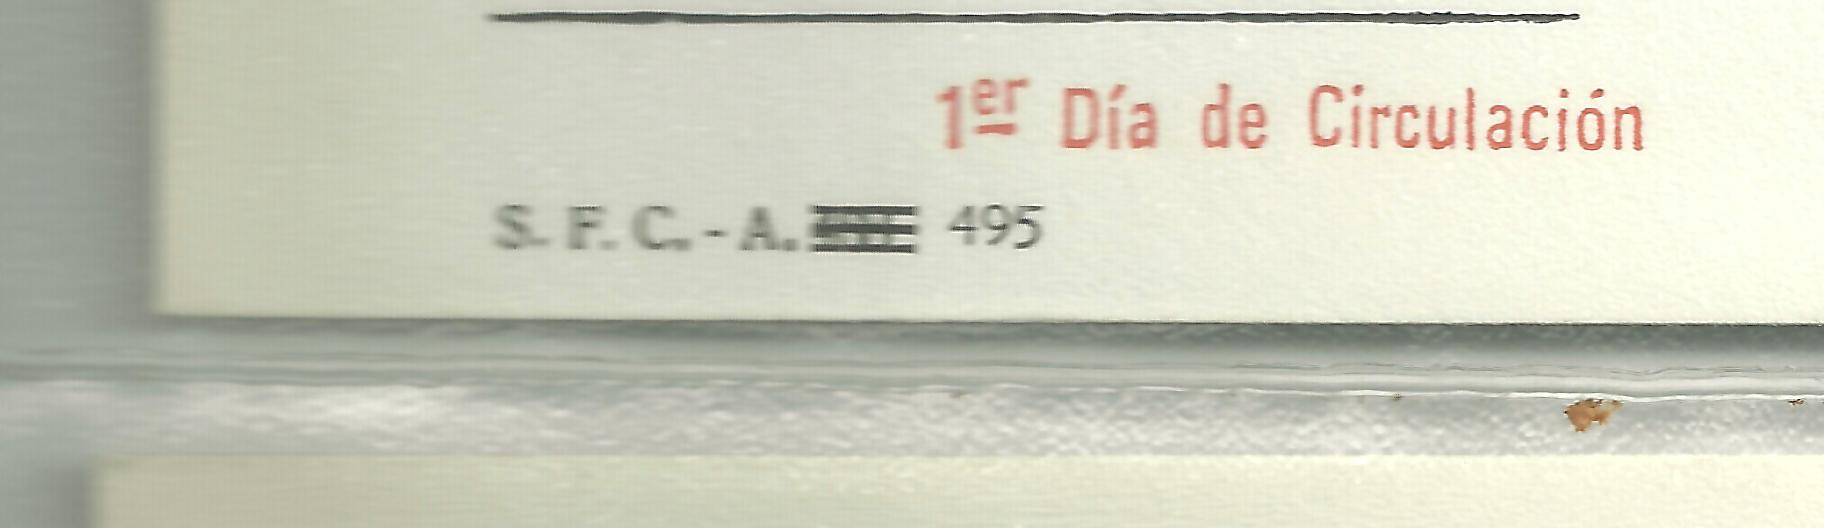 1er Día de Circulación
S. F. C. - A. 495